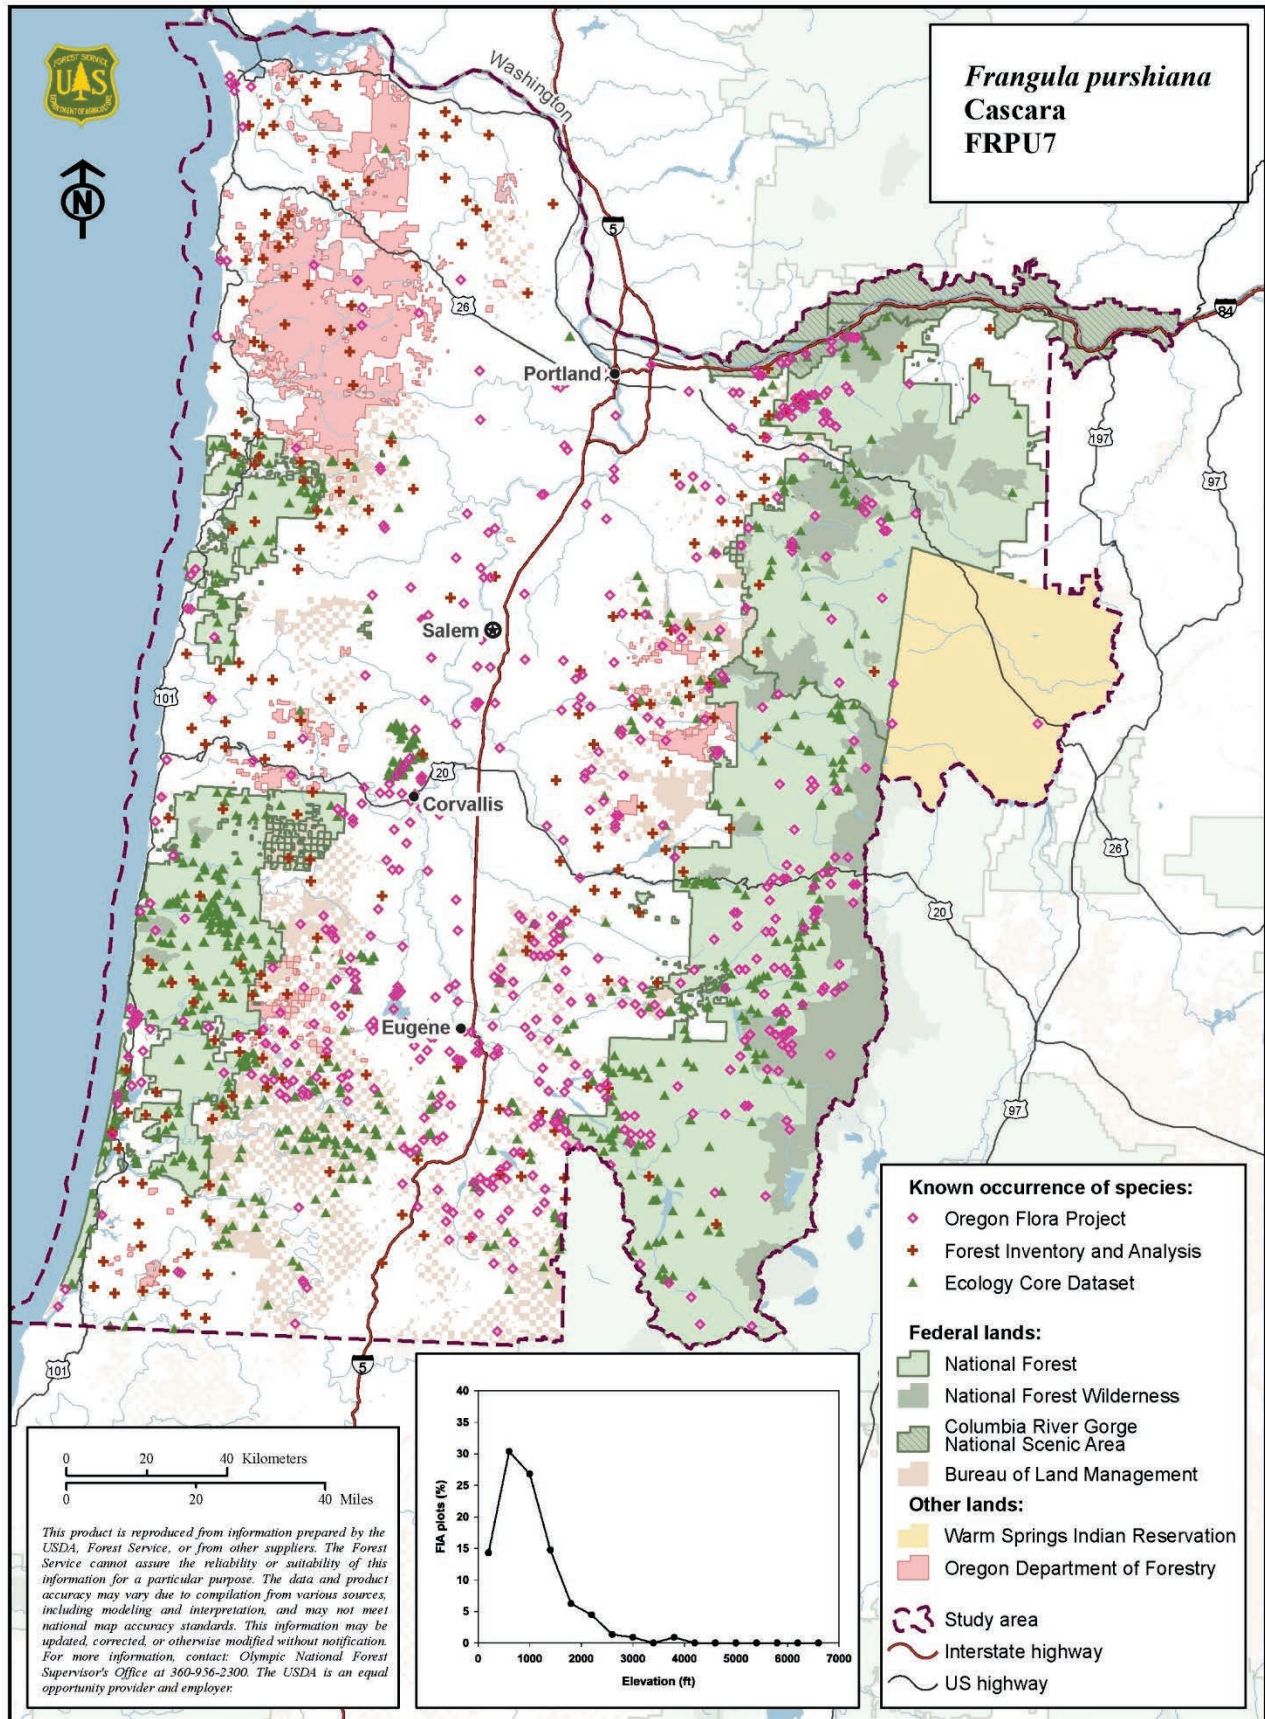 FOREST SERVICE
US
DEPARTMENT OF AGRICULTURE
N
Washington
Frangula purshiana
Cascara
FRPU7
5
84
26
Portland
197
97
Salem
101
20
Corvallis
26
20
Eugene
97
101
5
Known occurrence of species:
Oregon Flora Project
Forest Inventory and Analysis
Ecology Core Dataset
Federal lands:
National Forest
National Forest Wilderness
Columbia River Gorge
National Scenic Area
Bureau of Land Management
Other lands:
Warm Springs Indian Reservation
Oregon Department of Forestry
Study area
Interstate highway
US highway
0 20 40 Kilometers
0 20 40 Miles
This product is reproduced from information prepared by the
USDA, Forest Service, or from other suppliers. The Forest
Service cannot assure the reliability or suitability of this
information for a particular purpose. The data and product
accuracy may vary due to compilation from various sources,
including modeling and interpretation, and may not meet
national map accuracy standards. This information may be
updated, corrected, or otherwise modified without notification.
For more information, contact: Olympic National Forest
Supervisor's Office at 360-956-2300. The USDA is an equal
opportunity provider and employer.
40
35
30
25
20
15
10
5
0
FIA plots (%)
0 1000 2000 3000 4000 5000 6000 7000
Elevation (ft)